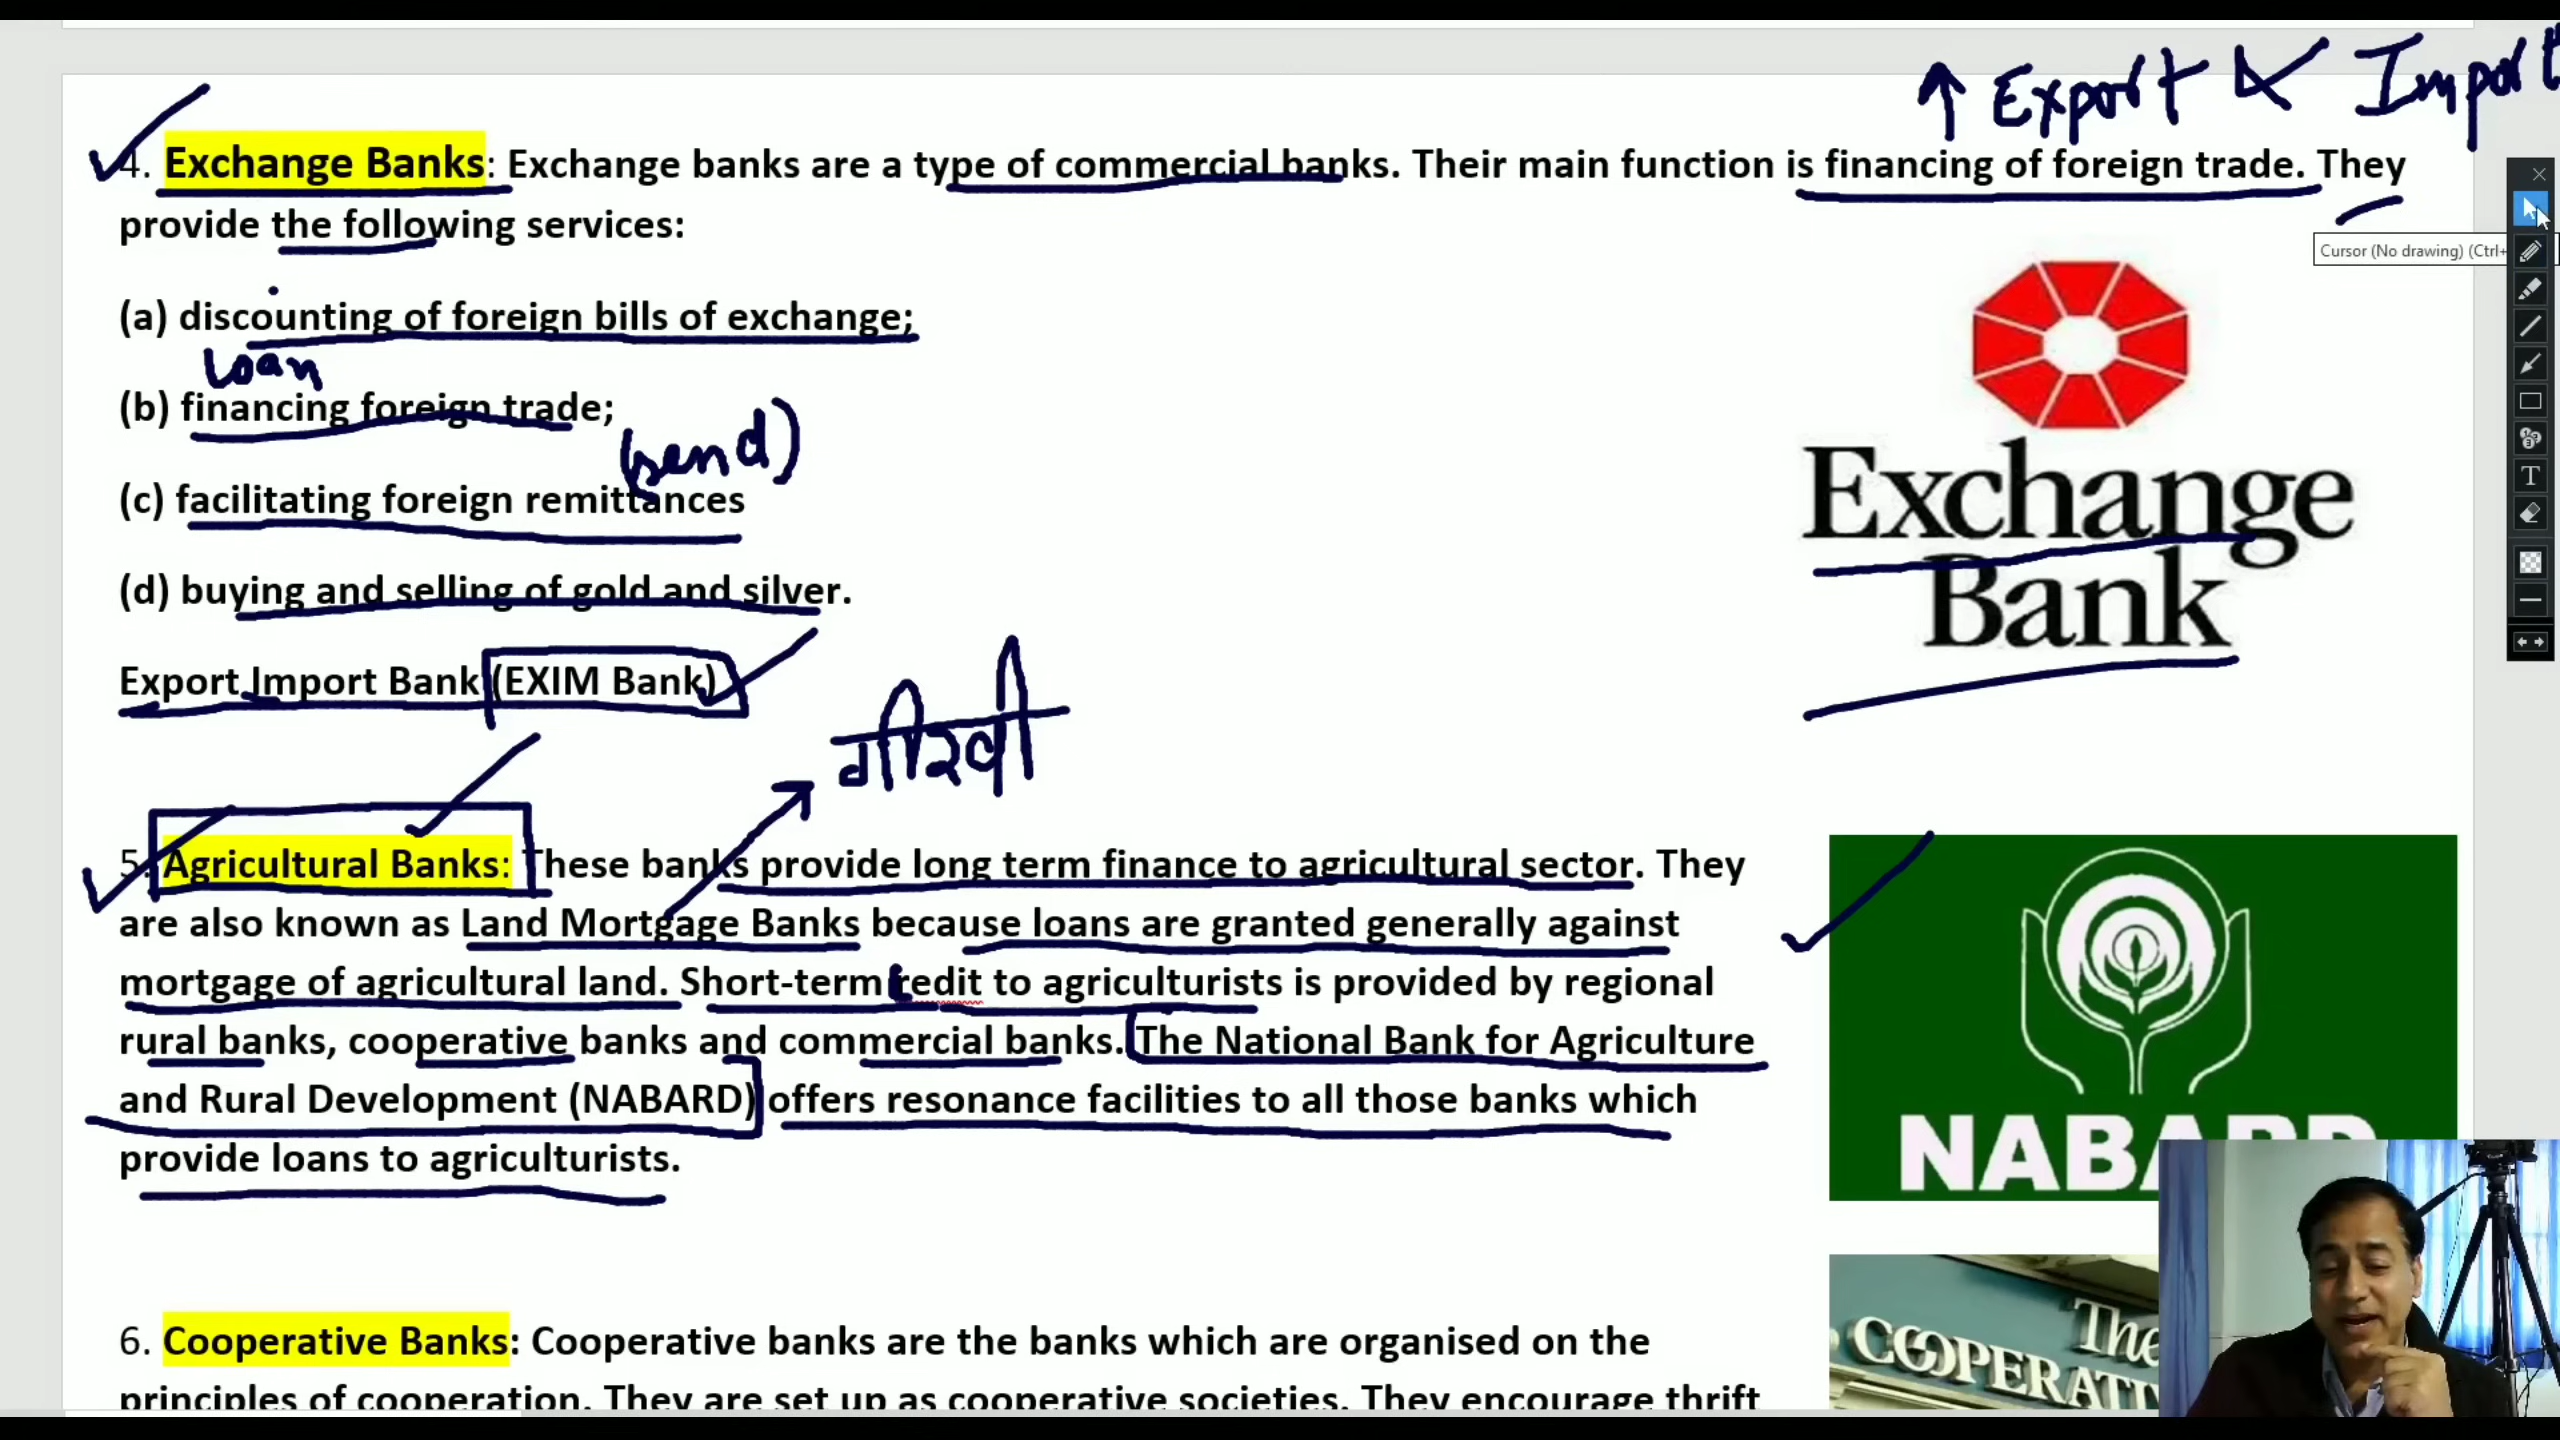 ↑ Export & Import
4. Exchange Banks: Exchange banks are a type of commercial banks. Their main function is financing of foreign trade. They
provide the following services:
Cursor (No drawing) (Ctrl+
(a) discounting of foreign bills of exchange;
Loan
(b) financing foreign trade;
(send)
(c) facilitating foreign remittances
(d) buying and selling of gold and silver.
Export Import Bank (EXIM Bank)
Exchange
Bank
गीरवी
5. Agricultural Banks: These banks provide long term finance to agricultural sector. They
are also known as Land Mortgage Banks because loans are granted generally against
mortgage of agricultural land. Short-term credit to agriculturists is provided by regional
rural banks, cooperative banks and commercial banks. The National Bank for Agriculture
and Rural Development (NABARD) offers resonance facilities to all those banks which
provide loans to agriculturists.
NABARD
6. Cooperative Banks: Cooperative banks are the banks which are organised on the
principles of cooperation. They are set up as cooperative societies. They encourage thrift
The
COOPERATI